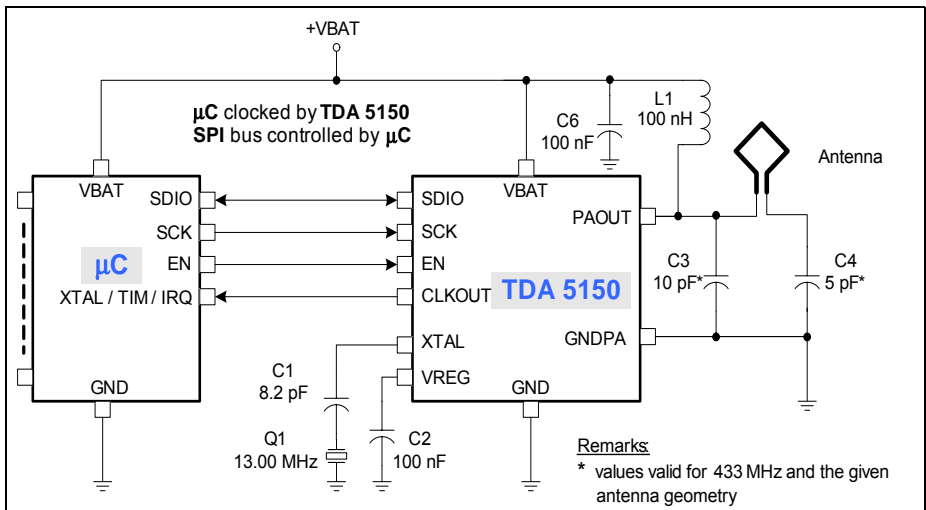 +VBAT
µC clocked by TDA 5150
SPI bus controlled by µC
C6
100 nF
L1
100 nH
Antenna
VBAT
SDIO
SCK
EN
XTAL / TIM / IRQ
µC
GND
VBAT
SDIO
SCK
EN
CLKOUT
XTAL
VREG
TDA 5150
PAOUT
GNDPA
GND
C3
10 pF*
C4
5 pF*
C1
8.2 pF
Q1
13.00 MHz
C2
100 nF
Remarks:
* values valid for 433 MHz and the given
antenna geometry